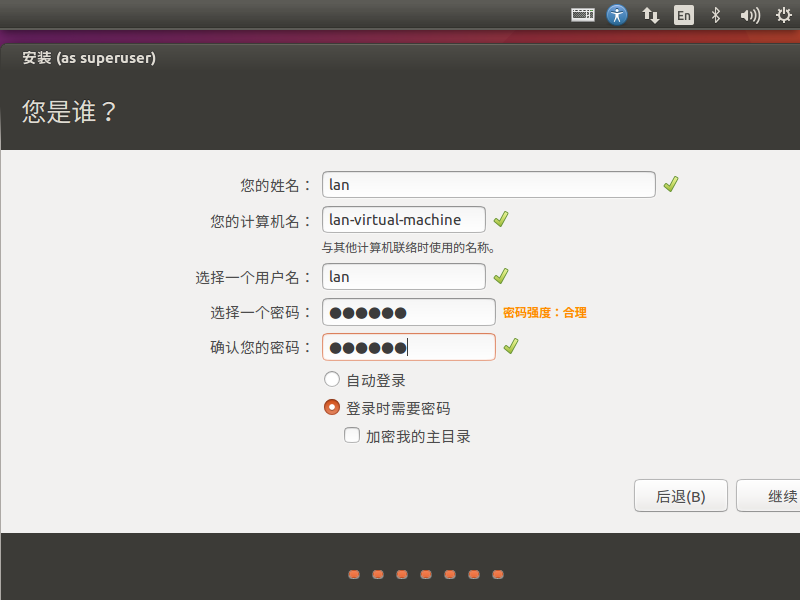 En
安装 (as superuser)
您是谁？
您的姓名： lan
您的计算机名： lan-virtual-machine
与其他计算机联络时使用的名称。
选择一个用户名： lan
选择一个密码： ●●●●●● 密码强度：合理
确认您的密码： ●●●●●●
自动登录
登录时需要密码
加密我的主目录
后退(B) 继续